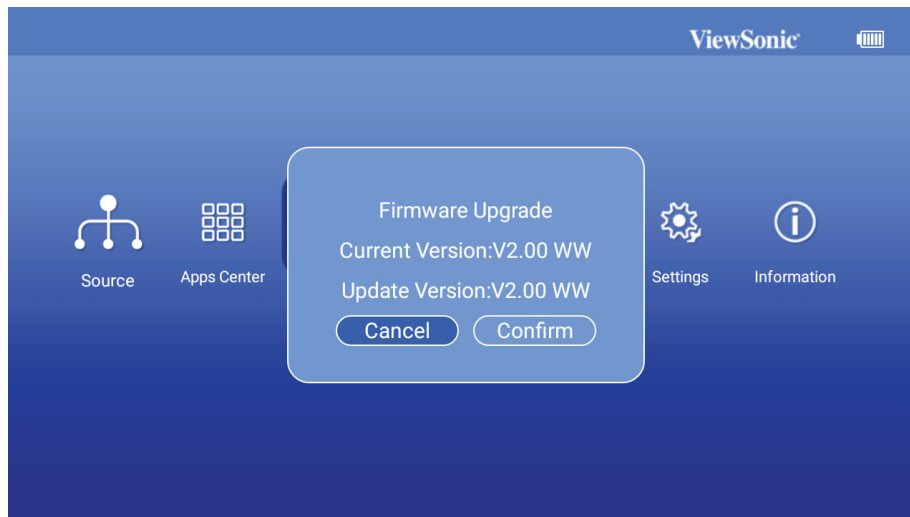 ViewSonic
Firmware Upgrade
Current Version:V2.00 WW
Update Version:V2.00 WW
Cancel Confirm
Source Apps Center Settings Information